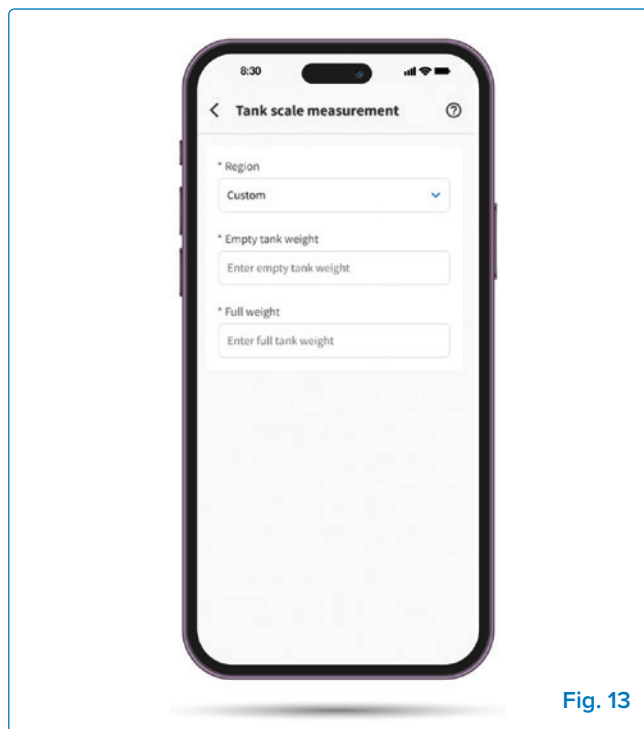 8:30
Tank scale measurement
* Region
Custom
* Empty tank weight
Enter empty tank weight
* Full weight
Enter full tank weight
Fig. 13